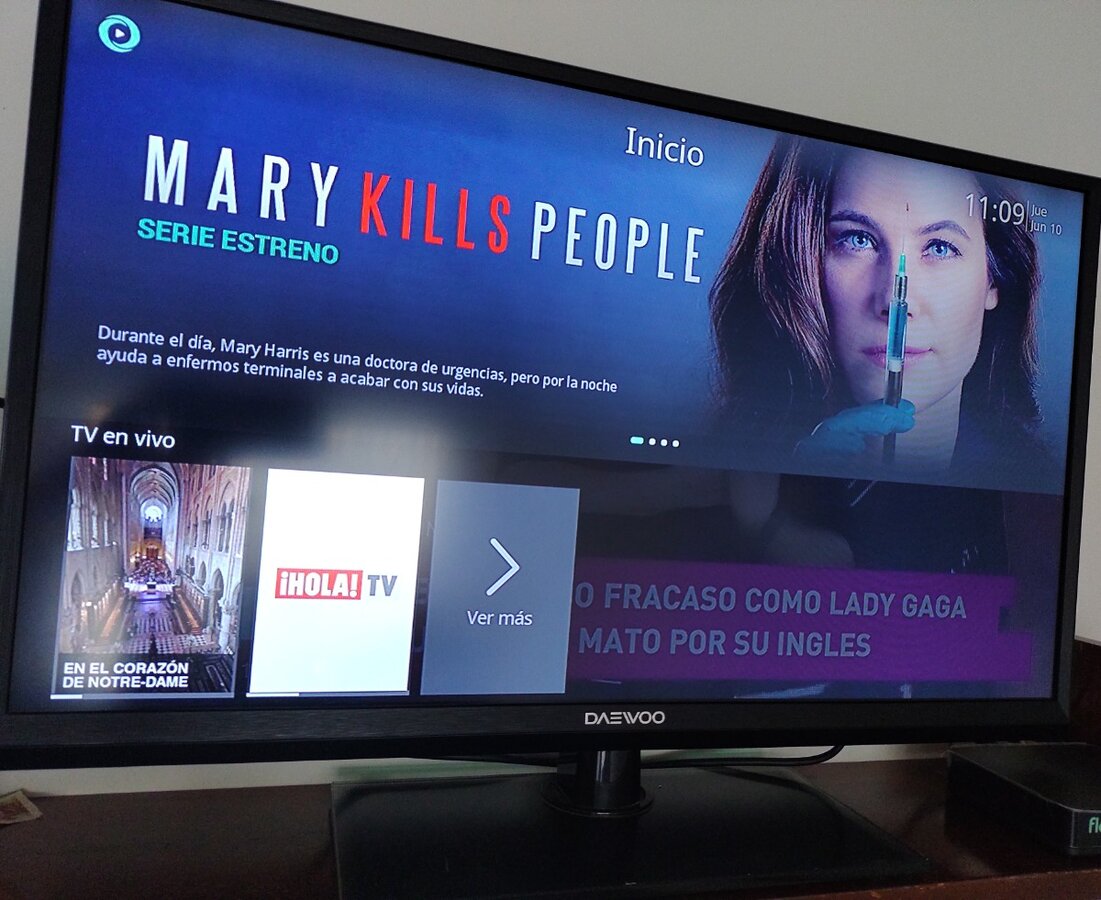 Inicio
11:09
Jue
Jun 10
MARY KILLS PEOPLE
SERIE ESTRENO
Durante el día, Mary Harris es una doctora de urgencias, pero por la noche
ayuda a enfermos terminales a acabar con sus vidas.
TV en vivo
EN EL CORAZÓN
DE NOTRE-DAME
¡HOLA! TV
Ver más
O FRACASO COMO LADY GAGA
MATO POR SU INGLES
DAEWOO